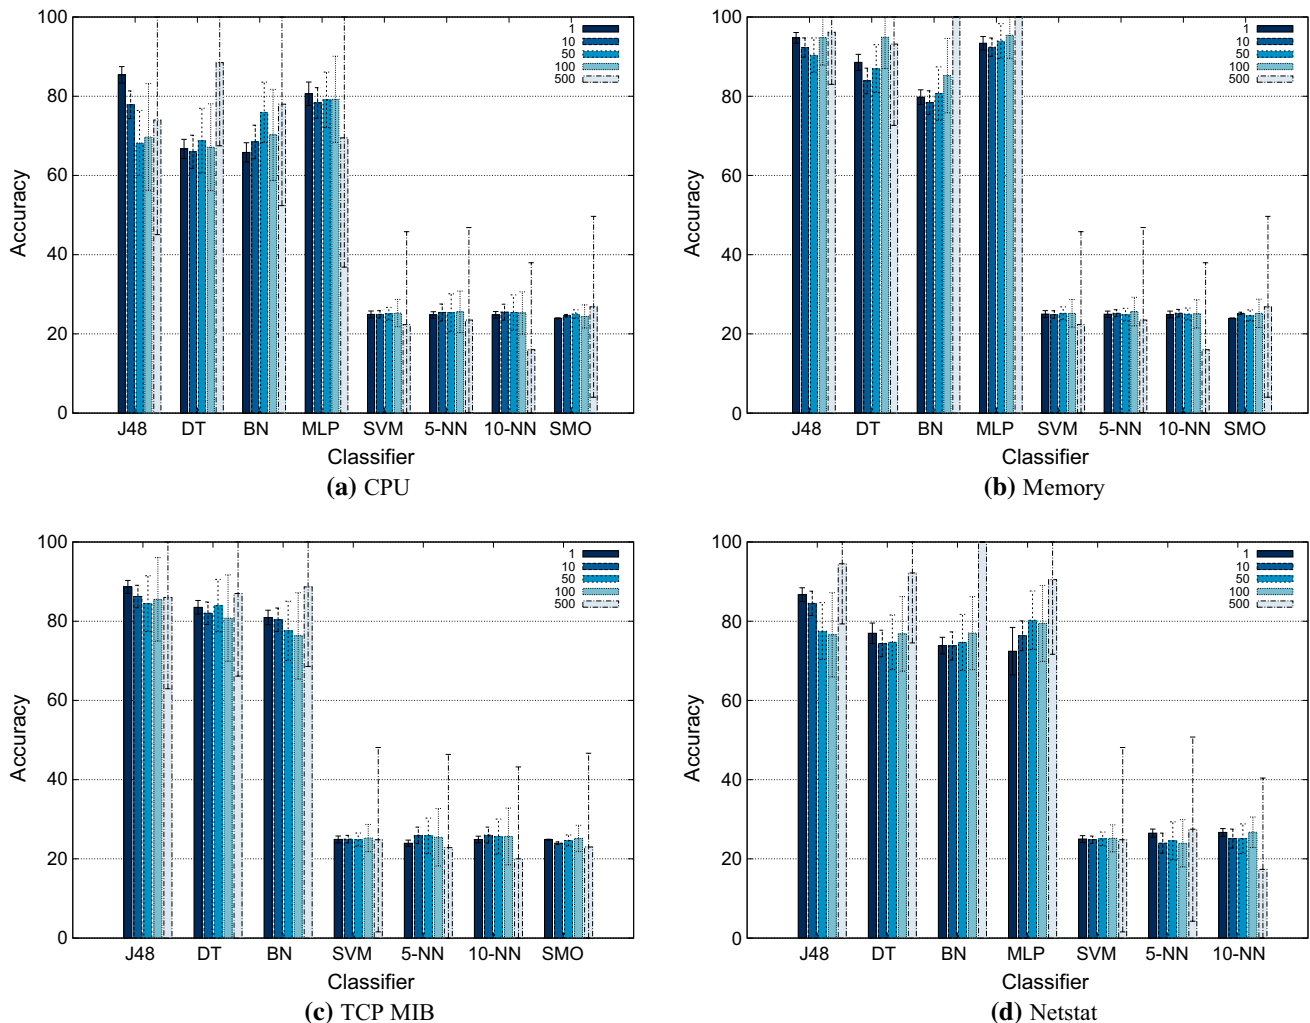 100
80
60
40
20
0
Accuracy
1
10
50
100
500
J48 DT BN MLP SVM 5-NN 10-NN SMO
Classifier
(a) CPU
100
80
60
40
20
0
Accuracy
1
10
50
100
500
J48 DT BN MLP SVM 5-NN 10-NN SMO
Classifier
(b) Memory
100
80
60
40
20
0
Accuracy
1
10
50
100
500
J48 DT BN SVM 5-NN 10-NN SMO
Classifier
(c) TCP MIB
100
80
60
40
20
0
Accuracy
1
10
50
100
500
J48 DT BN MLP SVM 5-NN 10-NN
Classifier
(d) Netstat